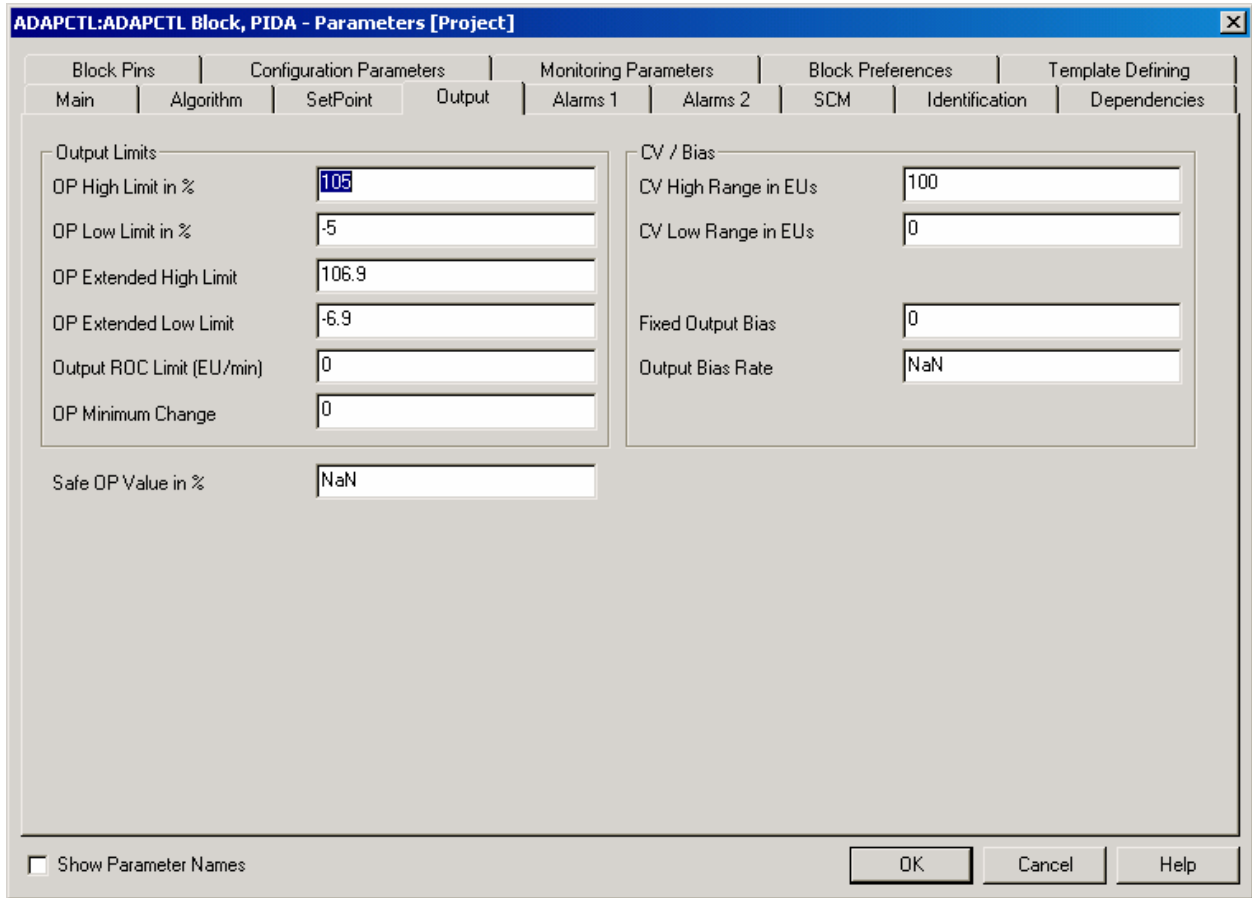 ADAPCTL:ADAPCTL Block, PIDA - Parameters [Project]
Block Pins Configuration Parameters Monitoring Parameters Block Preferences Template Defining
Main Algorithm SetPoint Output Alarms 1 Alarms 2 SCM Identification Dependencies
Output Limits
OP High Limit in % 105
OP Low Limit in % -5
OP Extended High Limit 106.9
OP Extended Low Limit -6.9
Output ROC Limit (EU/min) 0
OP Minimum Change 0
Safe OP Value in % NaN
CV / Bias
CV High Range in EUs 100
CV Low Range in EUs 0
Fixed Output Bias 0
Output Bias Rate NaN
Show Parameter Names
OK Cancel Help